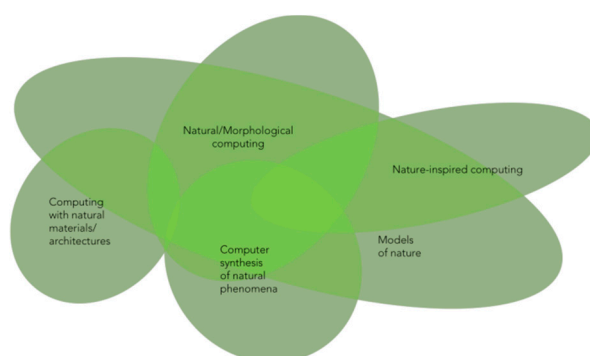 Natural/Morphological
computing
Nature-inspired computing
Computing
with natural
materials/
architectures
Models
of nature
Computer
synthesis
of natural
phenomena